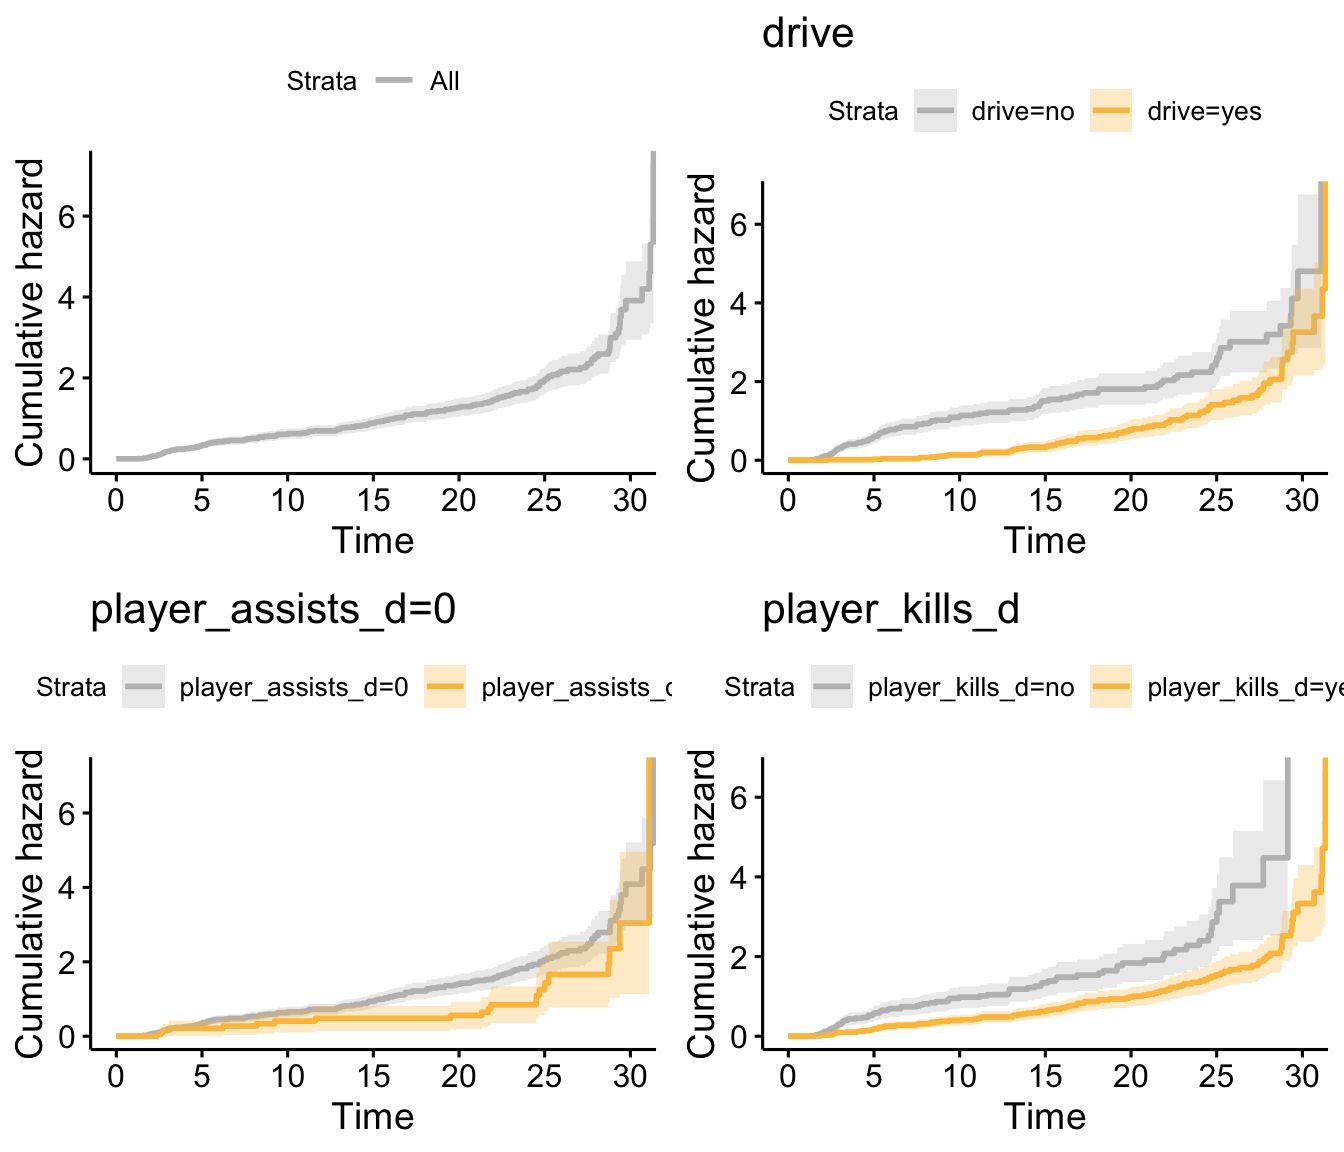 Strata All
Cumulative hazard
6
4
2
0
0 5 10 15 20 25 30
Time
drive
Strata drive=no drive=yes
Cumulative hazard
6
4
2
0
0 5 10 15 20 25 30
Time
player_assists_d=0
Strata player_assists_d=0 player_assists_
Cumulative hazard
6
4
2
0
0 5 10 15 20 25 30
Time
player_kills_d
Strata player_kills_d=no player_kills_d=ye
Cumulative hazard
6
4
2
0
0 5 10 15 20 25 30
Time